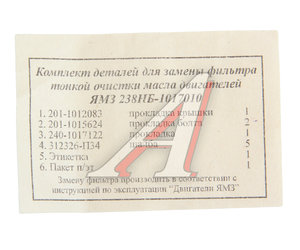 Комплект деталей для замены фильтра
тонкой очистки масла двигателей
ЯМЗ 238НБ-1017010
1. 201-1012083 прокладка крышки 1
2. 201-1015624 прокладка болта 2
3. 240-1017122 прокладка 1
4. 312326-П34 шайба 5
5. Этикетка 1
6. Пакет п/эт 1
Замену фильтра производить в соответствии с
инструкцией по эксплуатации "Двигатели ЯМЗ"